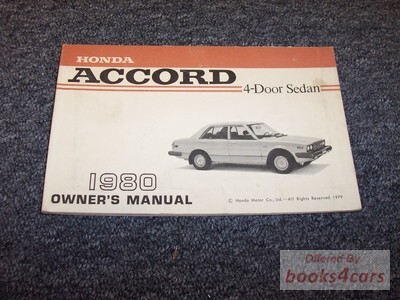 HONDA
ACCORD
4-Door Sedan
1980
OWNER'S MANUAL
© Honda Motor Co., Ltd.—All Rights Reserved 1979
Offered By
books4cars